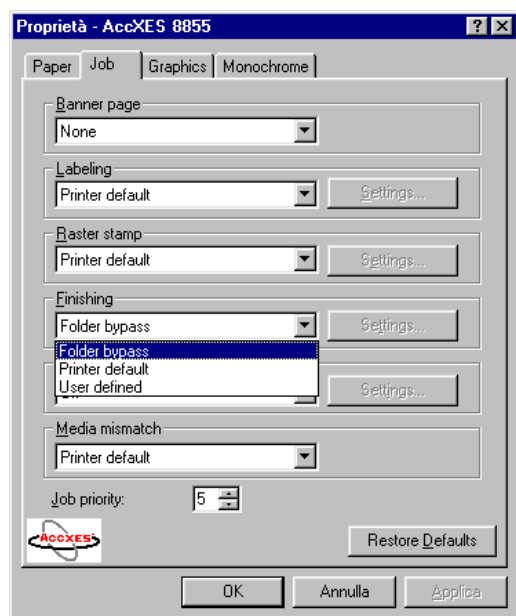 Proprietà - AccXES 8855
Paper Job Graphics Monochrome
Banner page
None
Labeling
Printer default Settings...
Raster stamp
Printer default Settings...
Finishing
Folder bypass Settings...
Folder bypass
Printer default
User defined
Settings...
Media mismatch
Printer default
Job priority: 5
AccXES
Restore Defaults
OK Annulla Applica